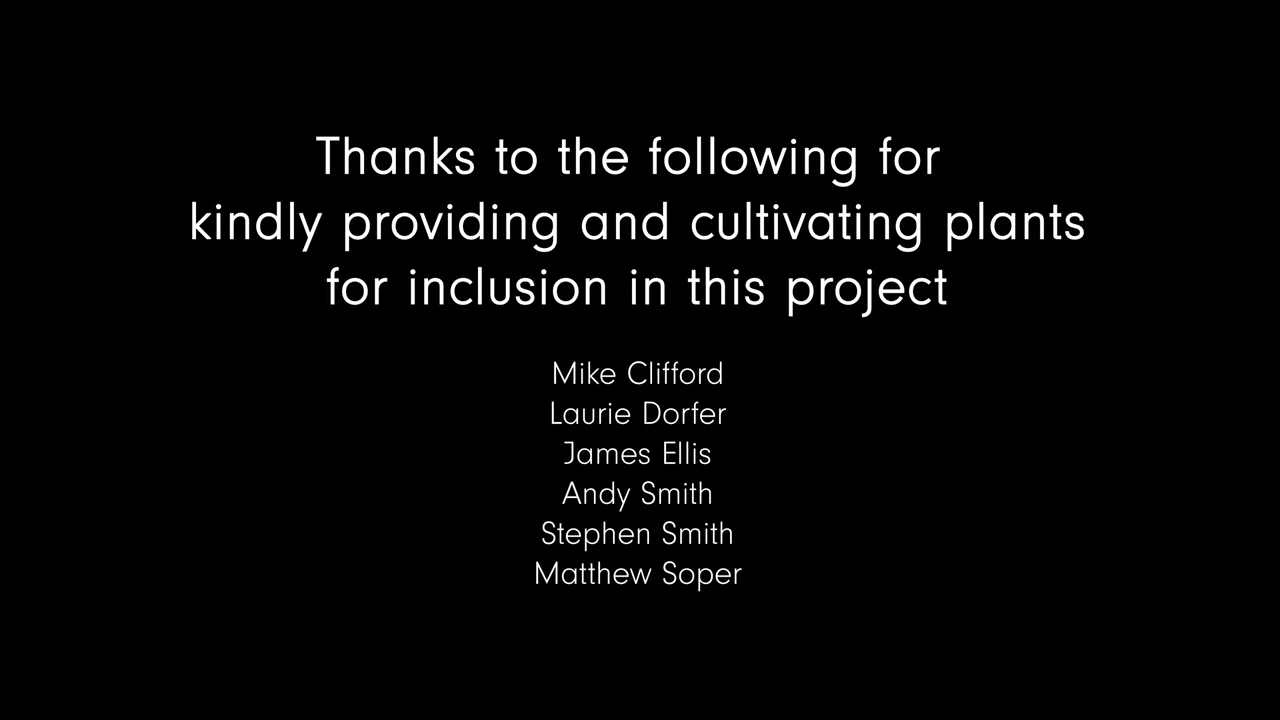 Thanks to the following for
kindly providing and cultivating plants
for inclusion in this project
Mike Clifford
Laurie Dorfer
James Ellis
Andy Smith
Stephen Smith
Matthew Soper